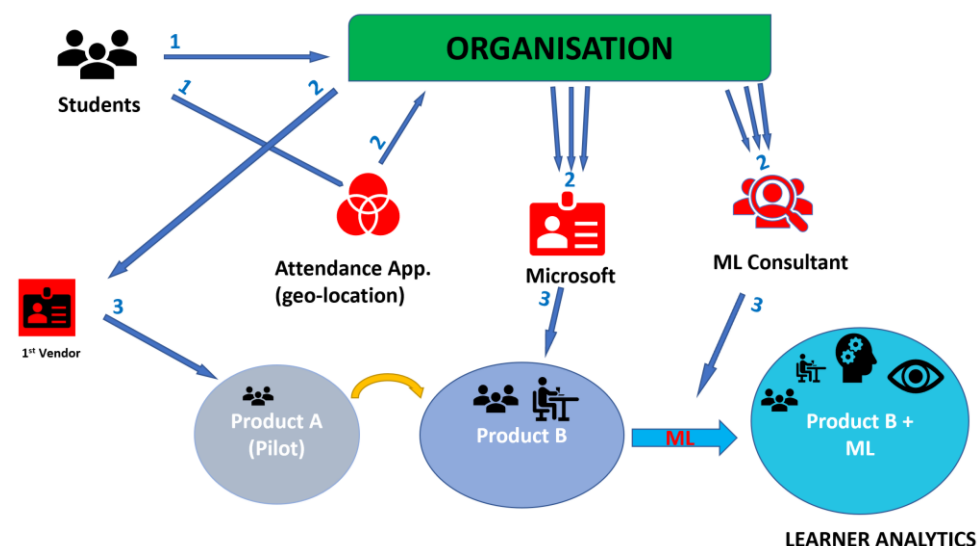 ORGANISATION
1
Students
1
2
2
2
2
Attendance App.
(geo-location)
Microsoft
ML Consultant
3
3
3
1st Vendor
Product A
(Pilot)
Product B
ML
Product B +
ML
LEARNER ANALYTICS